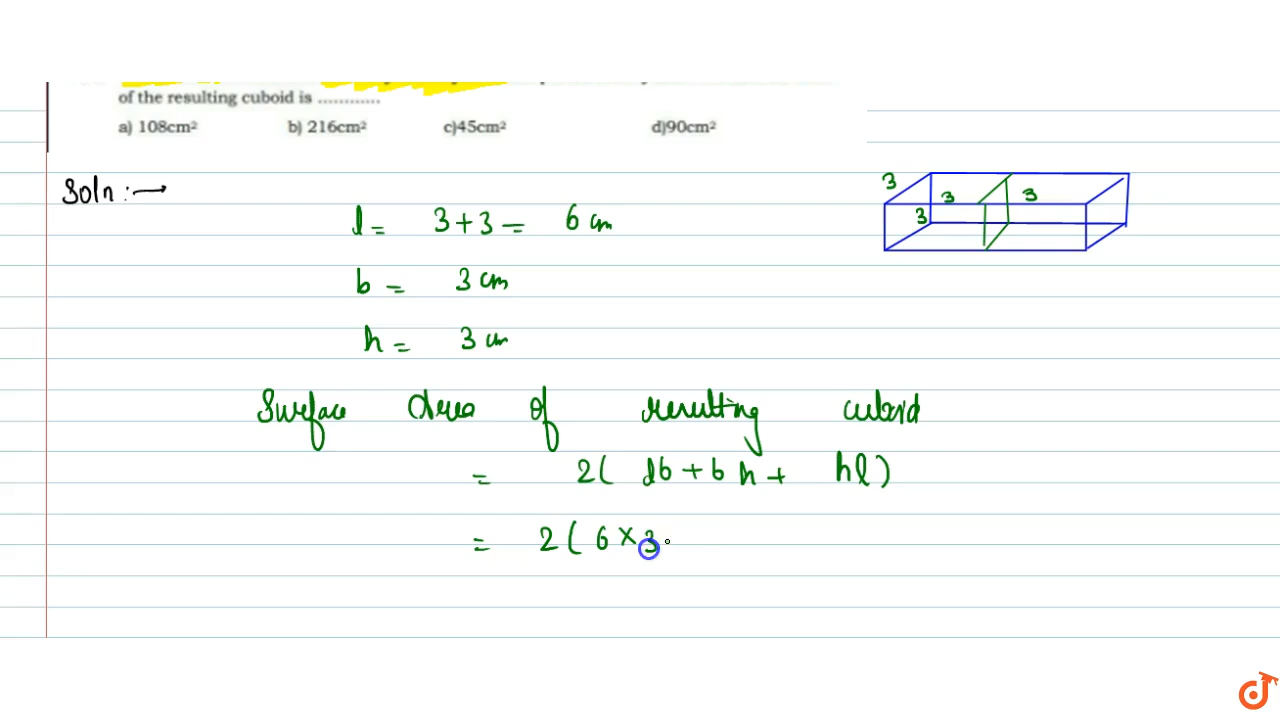 of the resulting cuboid is ............
a) 108cm² b) 216cm² c)45cm² d)90cm²
Soln :→
3 3 3
3
l = 3+3 = 6 cm
b = 3 cm
h = 3 cm
Surface Area of resulting cuboid
= 2( lb + b h + hl)
= 2( 6 × 3